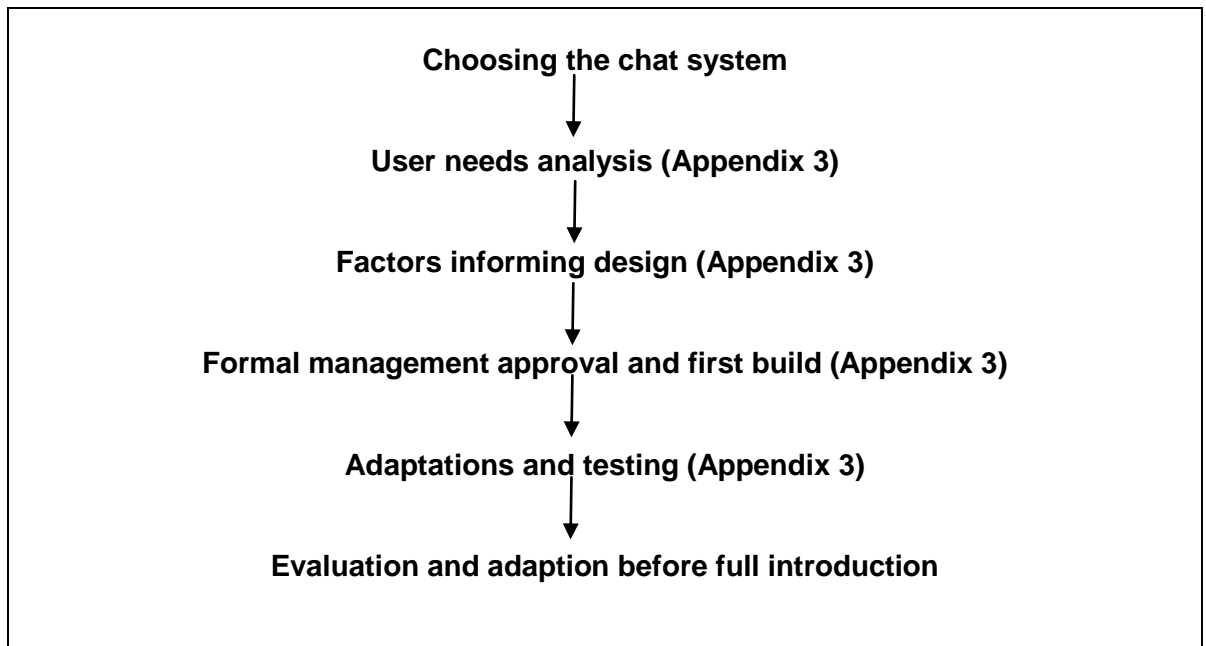 Choosing the chat system
User needs analysis (Appendix 3)
Factors informing design (Appendix 3)
Formal management approval and first build (Appendix 3)
Adaptations and testing (Appendix 3)
Evaluation and adaption before full introduction